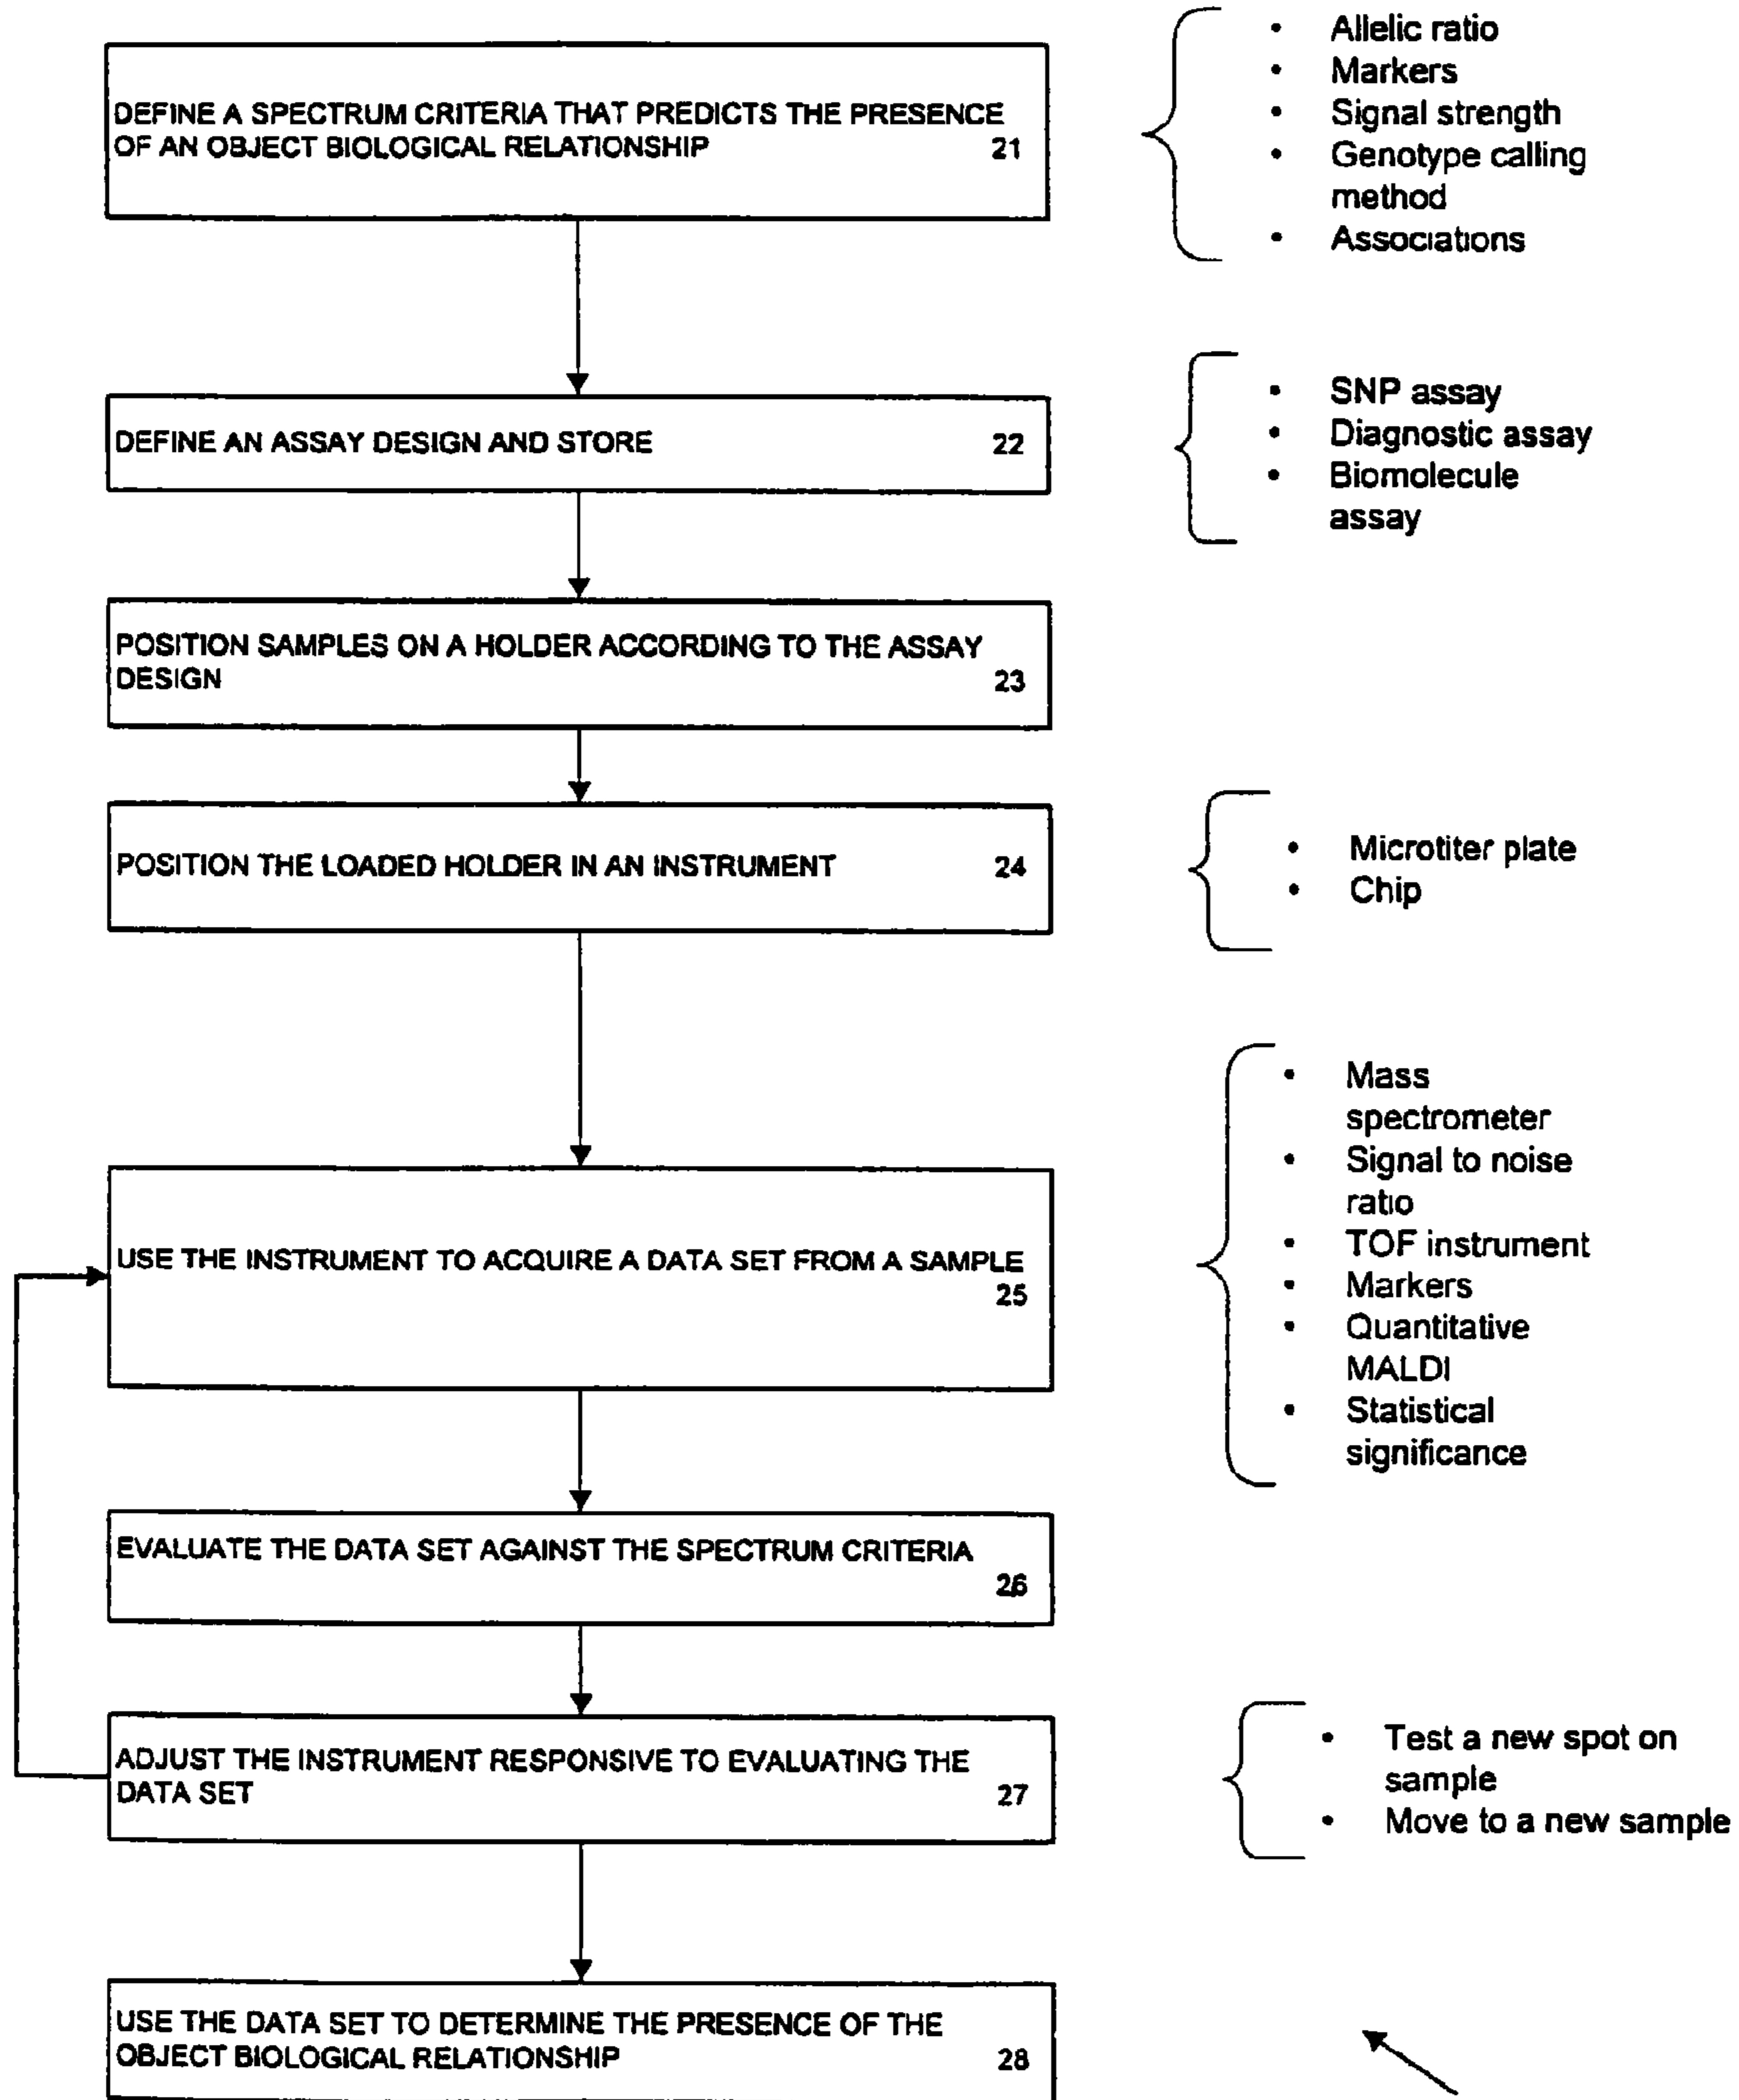 DEFINE A SPECTRUM CRITERIA THAT PREDICTS THE PRESENCE
OF AN OBJECT BIOLOGICAL RELATIONSHIP 21
• Allelic ratio
• Markers
• Signal strength
• Genotype calling
method
• Associations
DEFINE AN ASSAY DESIGN AND STORE 22
• SNP assay
• Diagnostic assay
• Biomolecule
assay
POSITION SAMPLES ON A HOLDER ACCORDING TO THE ASSAY
DESIGN 23
POSITION THE LOADED HOLDER IN AN INSTRUMENT 24
• Microtiter plate
• Chip
USE THE INSTRUMENT TO ACQUIRE A DATA SET FROM A SAMPLE
25
• Mass
spectrometer
• Signal to noise
ratio
• TOF instrument
• Markers
• Quantitative
MALDI
• Statistical
significance
EVALUATE THE DATA SET AGAINST THE SPECTRUM CRITERIA
26
ADJUST THE INSTRUMENT RESPONSIVE TO EVALUATING THE
DATA SET 27
• Test a new spot on
sample
• Move to a new sample
USE THE DATA SET TO DETERMINE THE PRESENCE OF THE
OBJECT BIOLOGICAL RELATIONSHIP 28